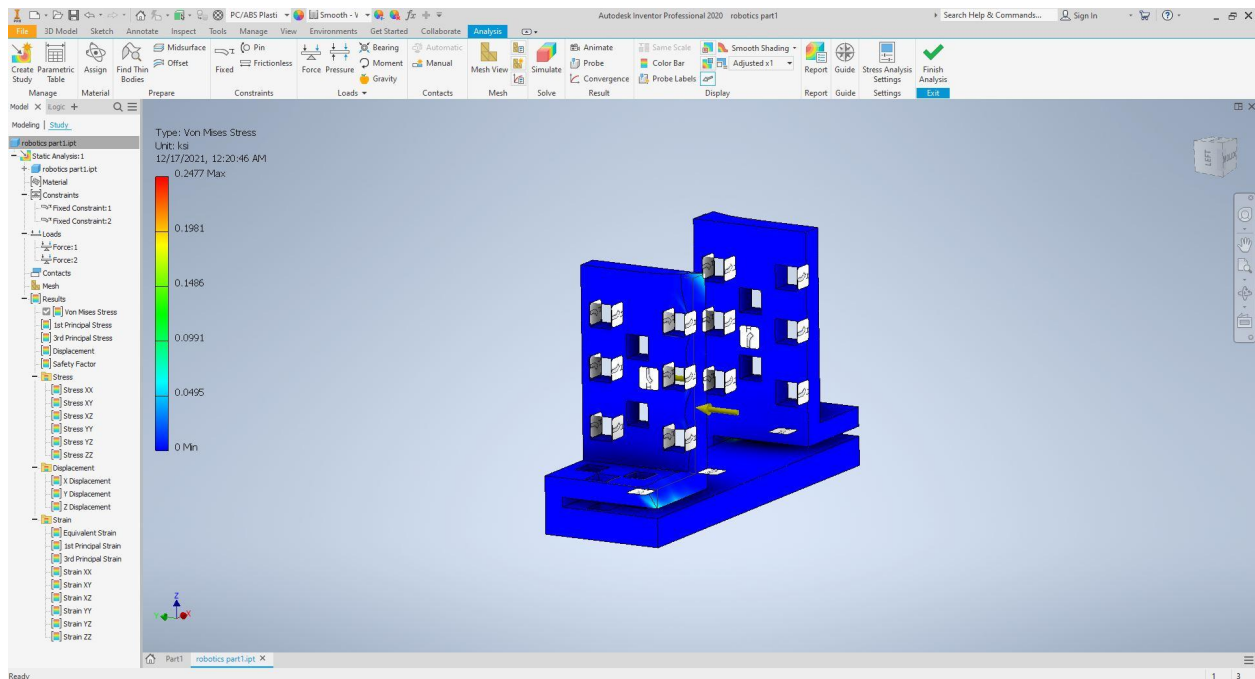 PC/ABS Plasti
Smooth - V
Autodesk Inventor Professional 2020 robotics part1
Search Help & Commands...
Sign In
File 3D Model Sketch Annotate Inspect Tools Manage View Environments Get Started Collaborate Analysis
Create Study
Parametric Table
Manage
Assign
Material
Find Thin Bodies
Midsurface
Offset
Prepare
Fixed
Pin
Frictionless
Constraints
Force
Pressure
Bearing
Moment
Gravity
Loads
Automatic
Manual
Contacts
Mesh View
Mesh
Simulate
Solve
Animate
Probe
Convergence
Result
Same Scale
Color Bar
Probe Labels
Smooth Shading
Adjusted x1
Display
Report
Report
Guide
Guide
Stress Analysis Settings
Settings
Finish Analysis
Exit
Model iLogic
Modeling | Study
robotics part1.ipt
Static Analysis:1
robotics part1.ipt
Material
Constraints
Fixed Constraint:1
Fixed Constraint:2
Loads
Force:1
Force:2
Contacts
Mesh
Results
Von Mises Stress
1st Principal Stress
3rd Principal Stress
Displacement
Safety Factor
Stress
Stress XX
Stress XY
Stress XZ
Stress YY
Stress YZ
Stress ZZ
Displacement
X Displacement
Y Displacement
Z Displacement
Strain
Equivalent Strain
1st Principal Strain
3rd Principal Strain
Strain XX
Strain XY
Strain XZ
Strain YY
Strain YZ
Strain ZZ
Type: Von Mises Stress
Unit: ksi
12/17/2021, 12:20:46 AM
0.2477 Max
0.1981
0.1486
0.0991
0.0495
0 Min
LEFT
Z
Y
X
Part1 robotics part1.ipt
Ready
1 3